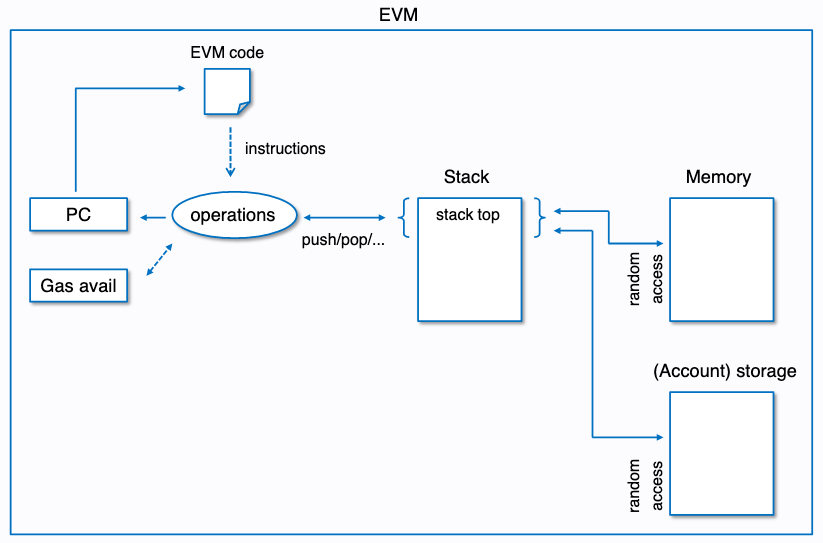 EVM
EVM code
instructions
PC
operations
push/pop/...
Gas avail
Stack
stack top
Memory
random
access
(Account) storage
random
access